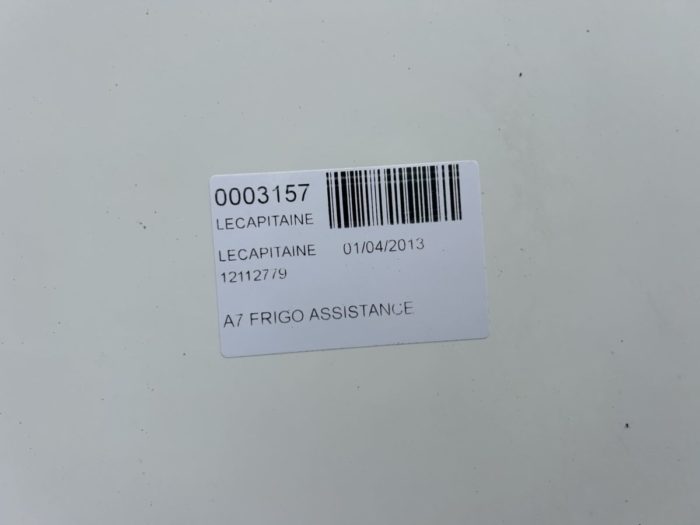 0003157
LECAPITAINE
LECAPITAINE 01/04/2013
12112779
A7 FRIGO ASSISTANCE